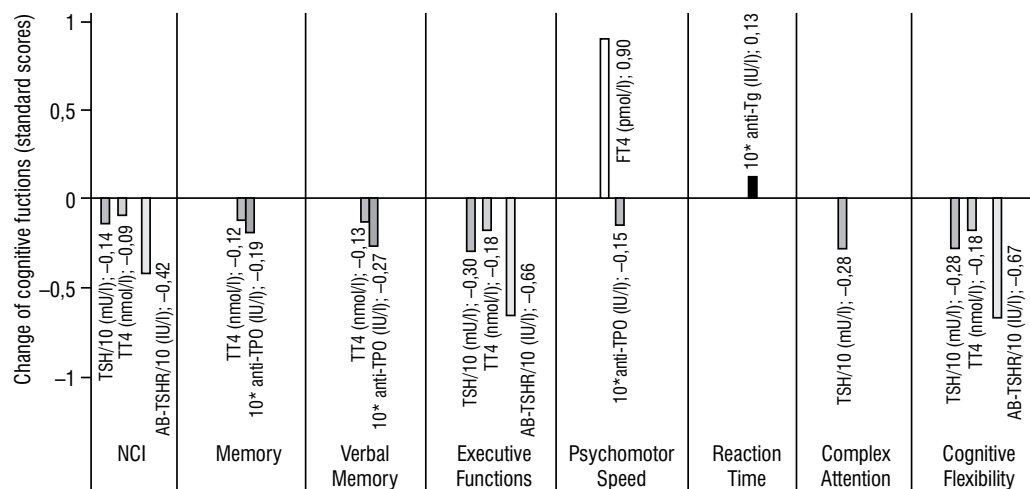 Change of cognitive fuctions (standard scores)
1
0,5
0
−0,5
−1
TSH/10 (mU/l); −0,14
TT4 (nmol/l); −0,09
AB-TSHR/10 (IU/l); −0,42
NCI
TT4 (nmol/l); −0,12
10* anti-TPO (IU/l); −0,19
Memory
TT4 (nmol/l); −0,13
10* anti-TPO (IU/l); −0,27
Verbal
Memory
TSH/10 (mU/l); −0,30
TT4 (nmol/l); −0,18
AB-TSHR/10 (IU/l); −0,66
Executive
Functions
FT4 (pmol/l); 0,90
10*anti-TPO (IU/l); −0,15
Psychomotor
Speed
10* anti-Tg (IU/l); 0,13
Reaction
Time
TSH/10 (mU/l); −0,28
Complex
Attention
TSH/10 (mU/l); −0,28
TT4 (nmol/l); −0,18
AB-TSHR/10 (IU/l); −0,67
Cognitive
Flexibility